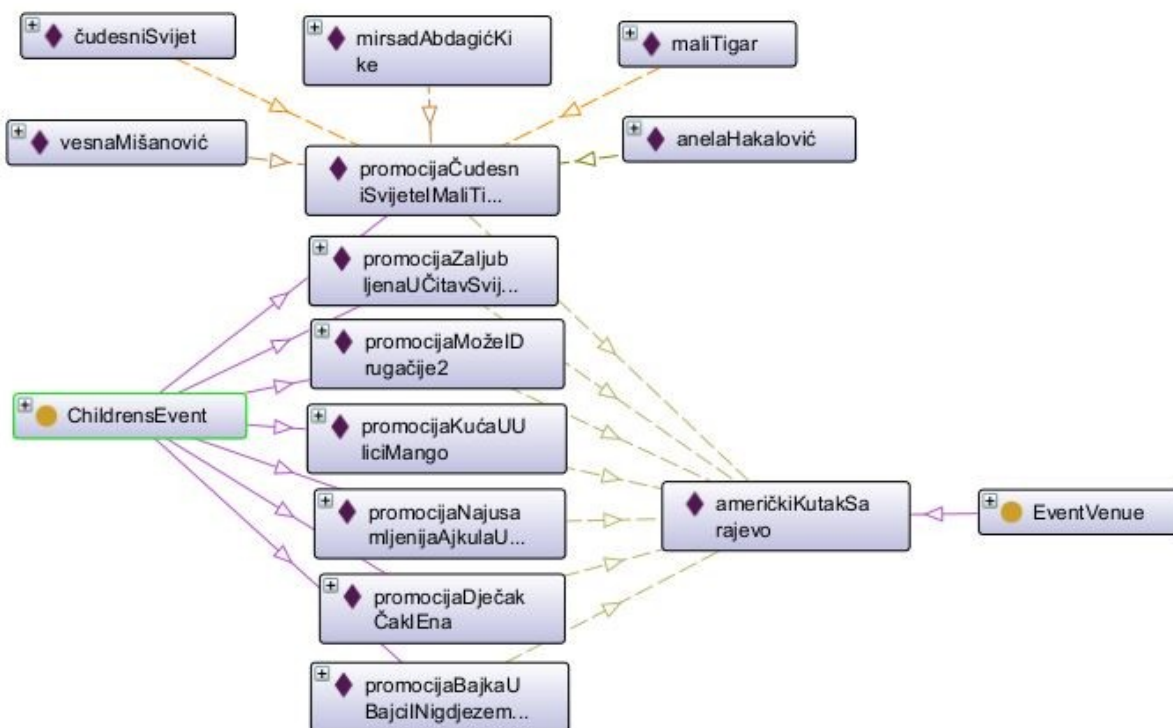 čudesniSvijet
mirsadAbdagićKi
ke
maliTigar
vesnaMišanović
anelaHakalović
promocijaČudesn
iSvijetIMaliTi...
promocijaZaljub
ljenaUČitavSvij...
promocijaMožeID
rugačije2
ChildrensEvent
promocijaKućaUU
liciMango
promocijaNajusa
mljenijaAjkulaU...
američkiKutakSa
rajevo
EventVenue
promocijaDječak
ČakIEna
promocijaBajkaU
BajciINigdjezem...